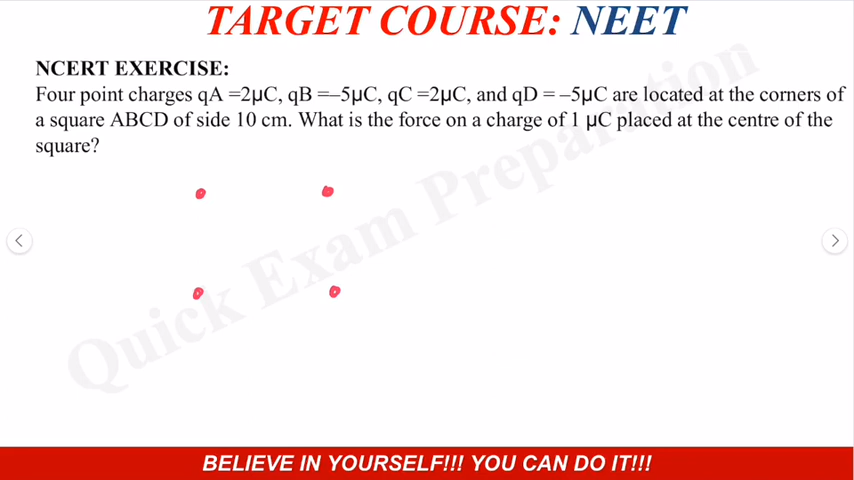 TARGET COURSE: NEET
NCERT EXERCISE:
Four point charges qA =2μC, qB =–5μC, qC =2μC, and qD = –5μC are located at the corners of
a square ABCD of side 10 cm. What is the force on a charge of 1 μC placed at the centre of the
square?
Quick Exam Preparation
BELIEVE IN YOURSELF!!! YOU CAN DO IT!!!